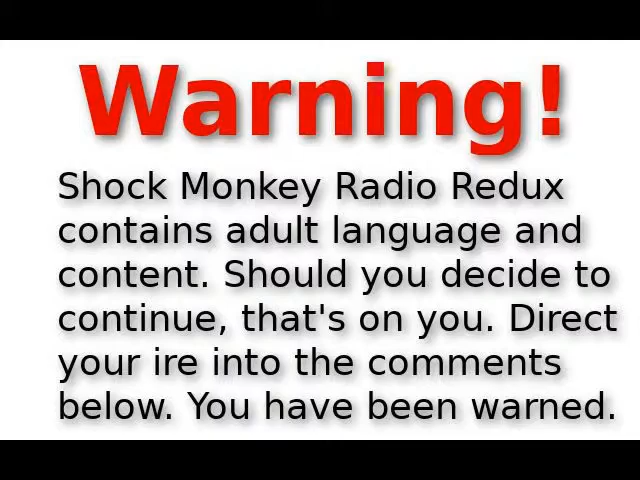 Warning!
Shock Monkey Radio Redux
contains adult language and
content. Should you decide to
continue, that's on you. Direct
your ire into the comments
below. You have been warned.